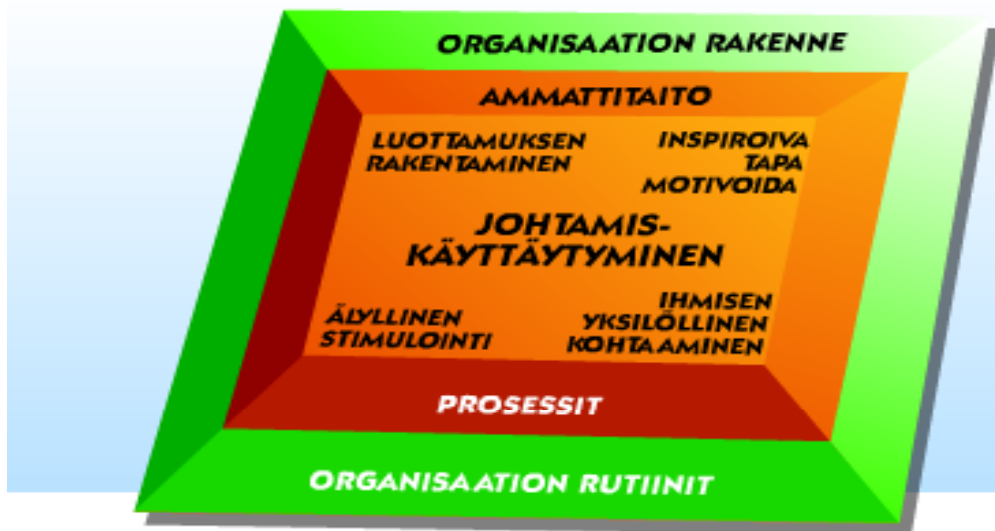 ORGANISAATION RAKENNE
AMMATTITAITO
LUOTTAMUKSEN
RAKENTAMINEN
INSPIROIVA
TAPA
MOTIVOIDA
JOHTAMIS-
KÄYTTÄYTYMINEN
ÄLYLLINEN
STIMULOINTI
IHMISEN
YKSILÖLLINEN
KOHTAAMINEN
PROSESSIT
ORGANISAATION RUTIINIT